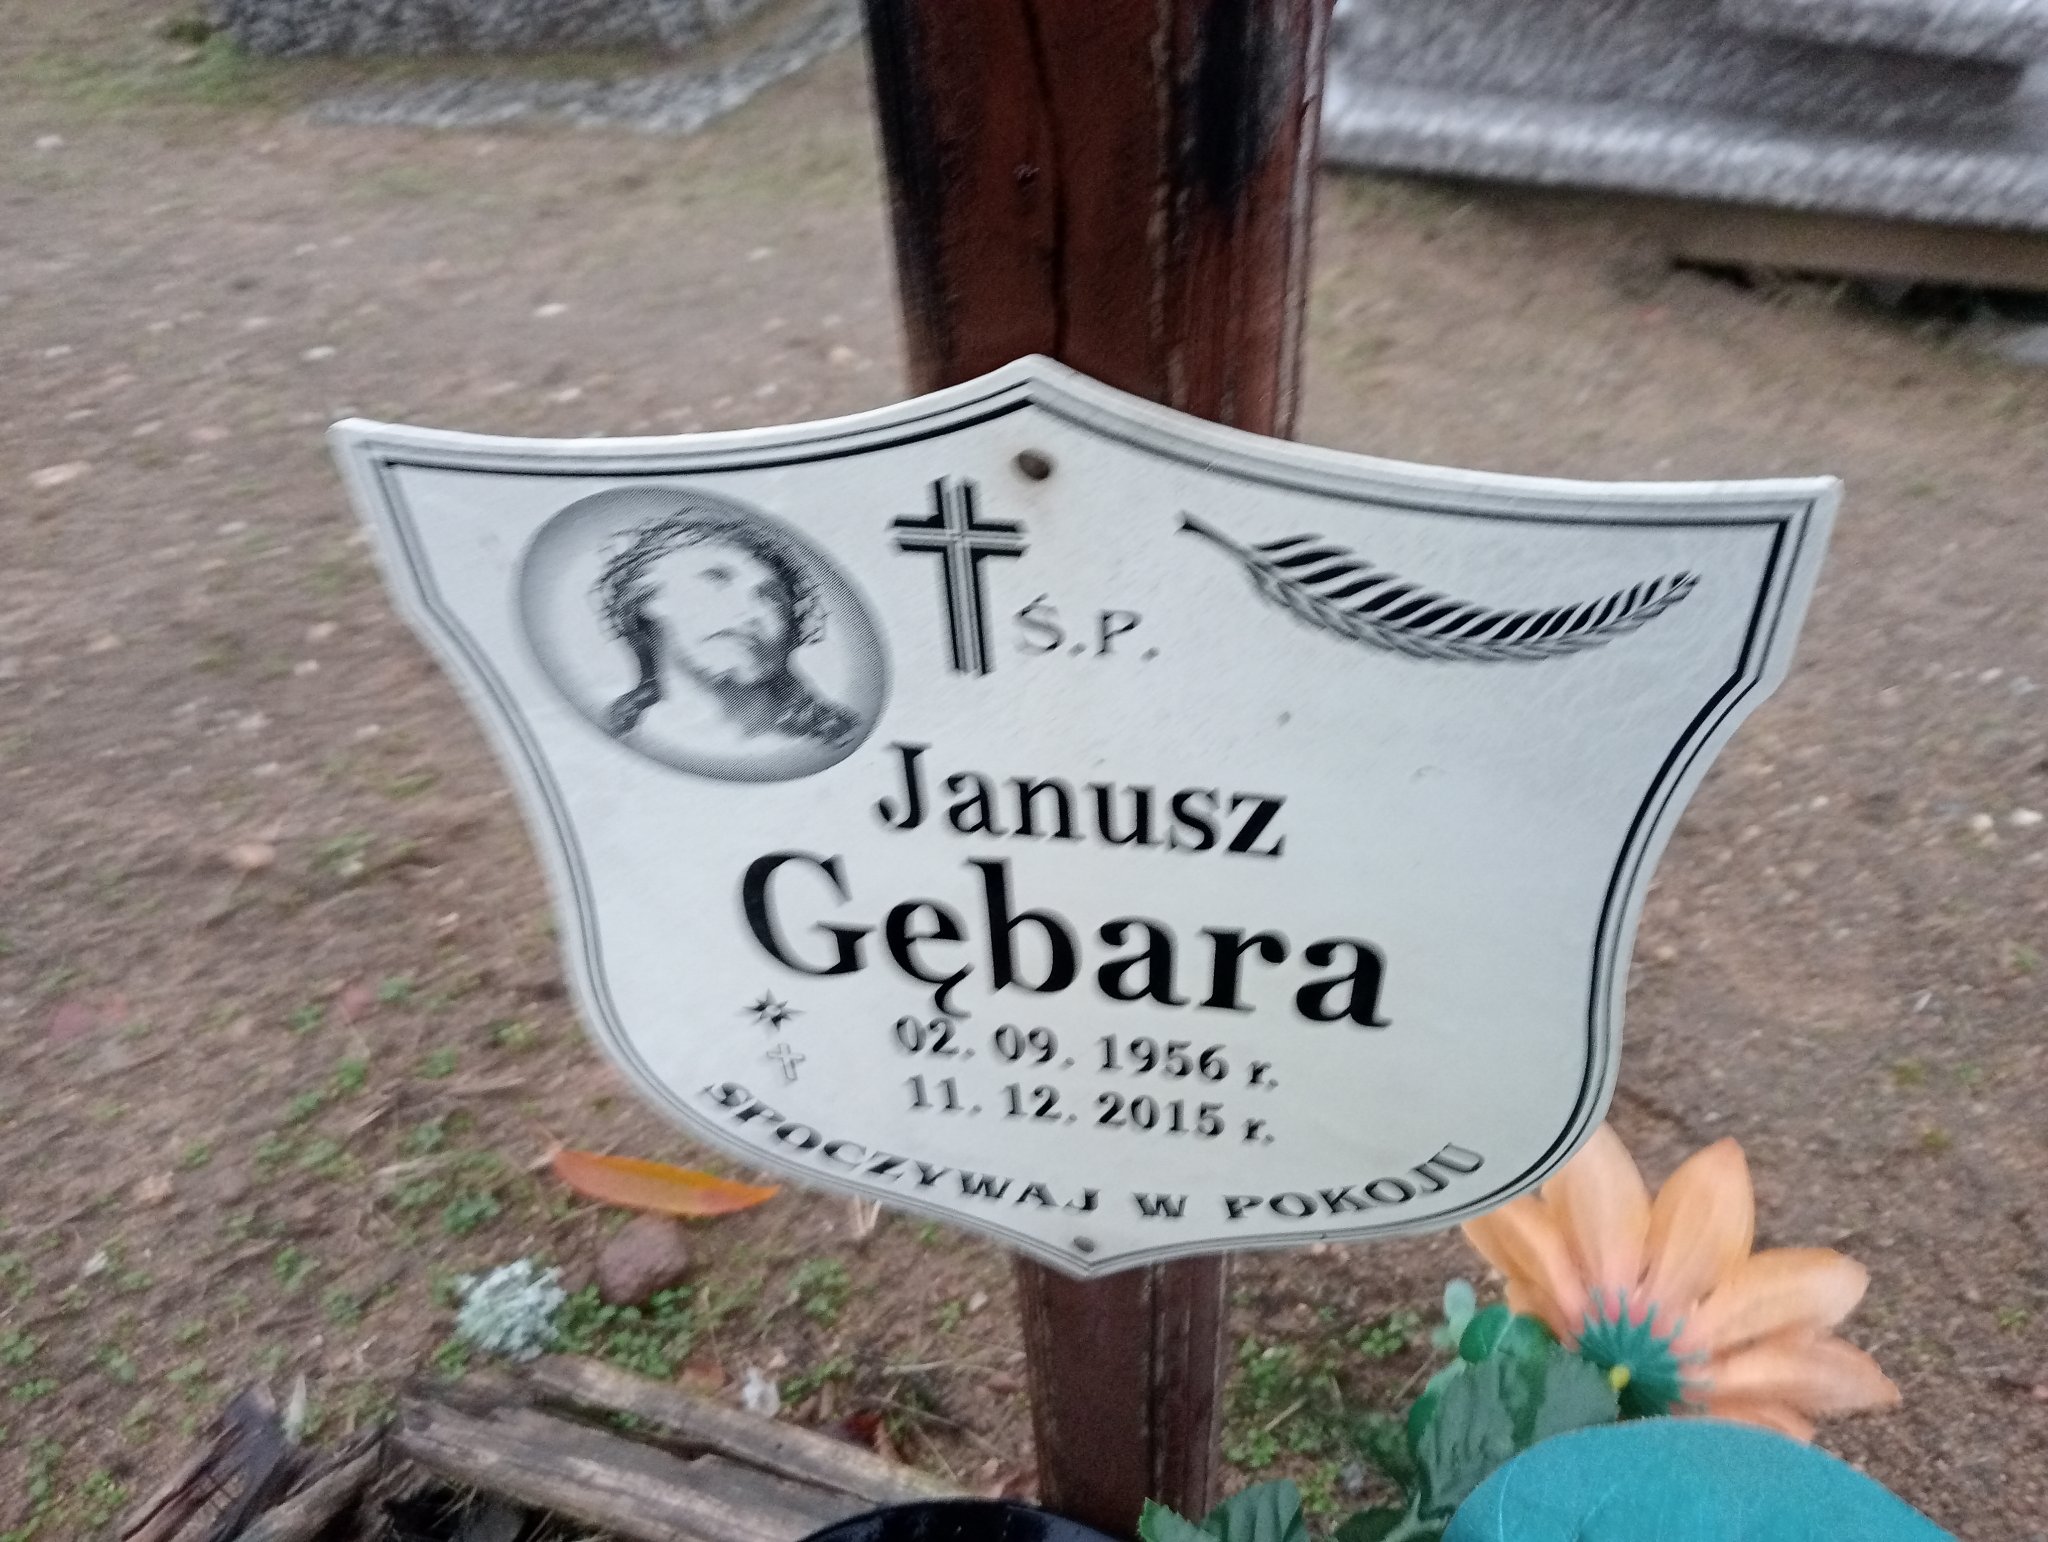 Ś.P.
Janusz
Gębara
02. 09. 1956 r.
11. 12. 2015 r.
SPOCZYWAJ W POKOJU